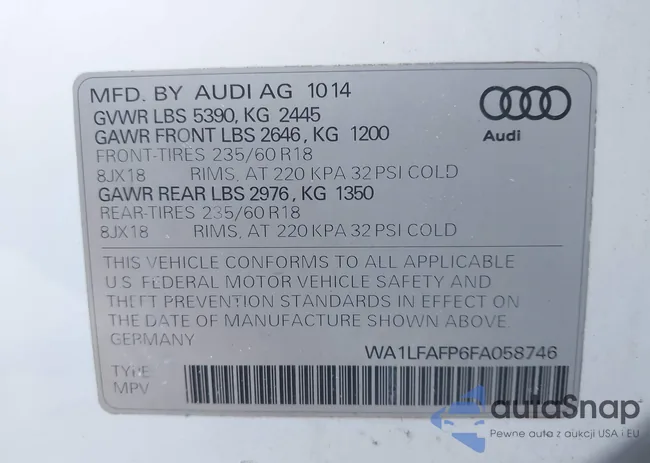 MFD. BY AUDI AG 10 14
GVWR LBS 5390, KG 2445
GAWR FRONT LBS 2646, KG 1200
FRONT-TIRES 235/60 R18
8JX18 RIMS, AT 220 KPA 32 PSI COLD
GAWR REAR LBS 2976, KG 1350
REAR-TIRES 235/60 R18
8JX18 RIMS, AT 220 KPA 32 PSI COLD
Audi
THIS VEHICLE CONFORMS TO ALL APPLICABLE
U.S. FEDERAL MOTOR VEHICLE SAFETY AND
THEFT PREVENTION STANDARDS IN EFFECT ON
THE DATE OF MANUFACTURE SHOWN ABOVE.
GERMANY
WA1LFAFP6FA058746
TYPE:
MPV
autoSnap
Pewne auta z aukcji USA i EU